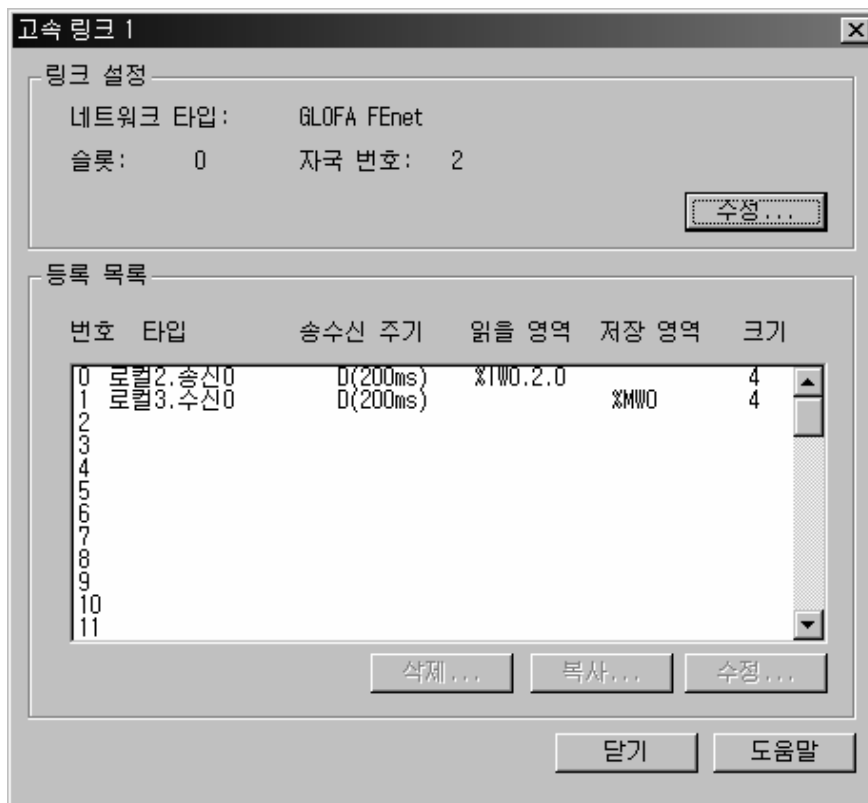 고속 링크 1
링크 설정
네트워크 타입: GLOFA FEnet
슬롯: 0 자국 번호: 2
수정...
등록 목록
번호 타입 송수신 주기 읽을 영역 저장 영역 크기
0 로컬2.송신0 D(200ms) %IW0.2.0 4
1 로컬3.수신0 D(200ms) %MW0 4
2
3
4
5
6
7
8
9
10
11
삭제... 복사... 수정...
닫기 도움말